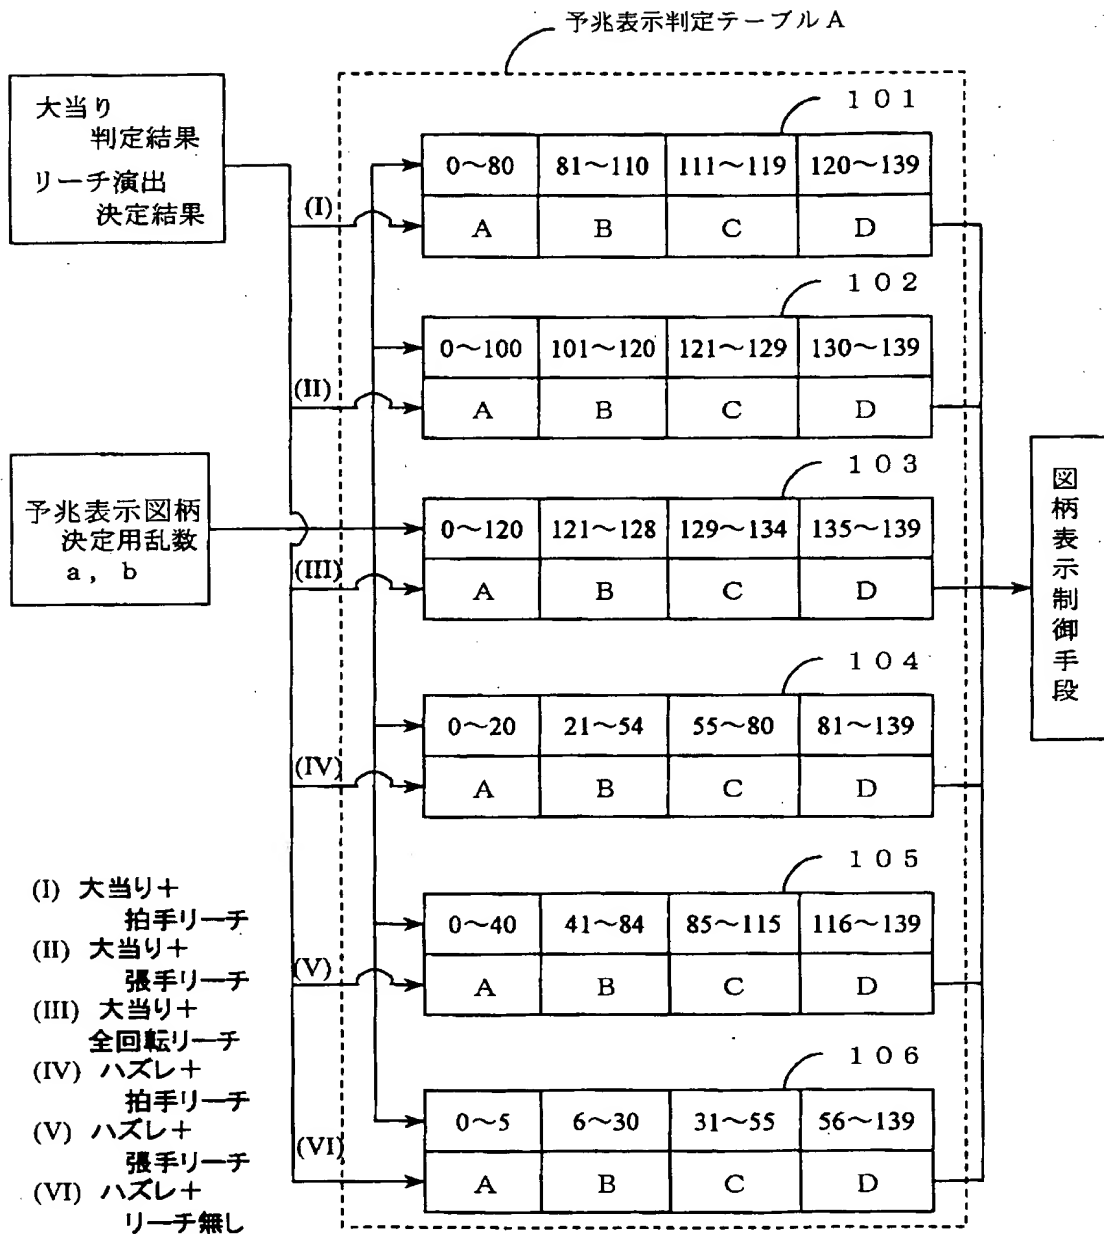 予兆表示判定テーブルA
大当り
判定結果
リーチ演出
決定結果
101
0～80 81～110 111～119 120～139
(I)
A B C D
102
0～100 101～120 121～129 130～139
(II)
A B C D
予兆表示図柄
決定用乱数
a, b
103
0～120 121～128 129～134 135～139
(III)
A B C D
図柄表示制御手段
104
0～20 21～54 55～80 81～139
(IV)
A B C D
105
0～40 41～84 85～115 116～139
(V)
A B C D
106
0～5 6～30 31～55 56～139
(VI)
A B C D
(I) 大当り＋
拍手リーチ
(II) 大当り＋
張手リーチ
(III) 大当り＋
全回転リーチ
(IV) ハズレ＋
拍手リーチ
(V) ハズレ＋
張手リーチ
(VI) ハズレ＋
リーチ無し